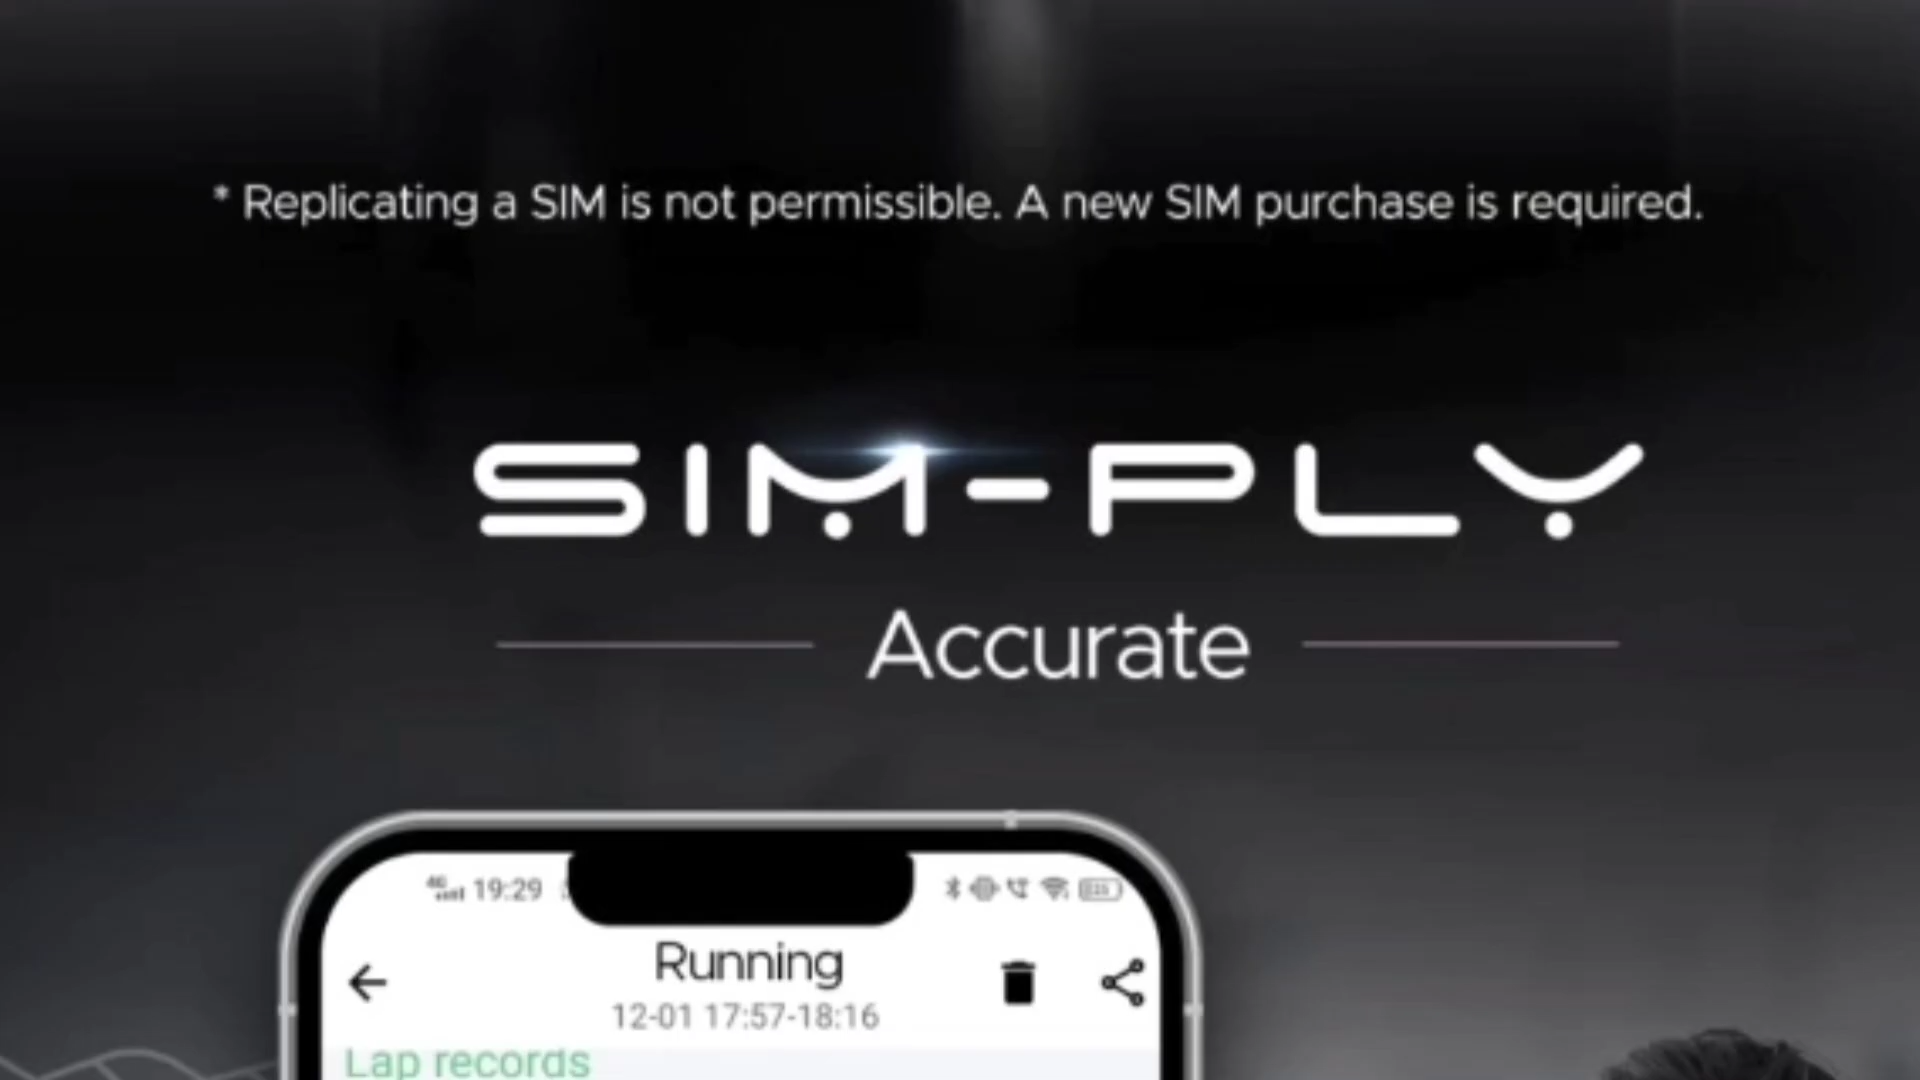 * Replicating a SIM is not permissible. A new SIM purchase is required.
SIM-PLY
Accurate
4G 19:29
Running
12-01 17:57-18:16
Lap records